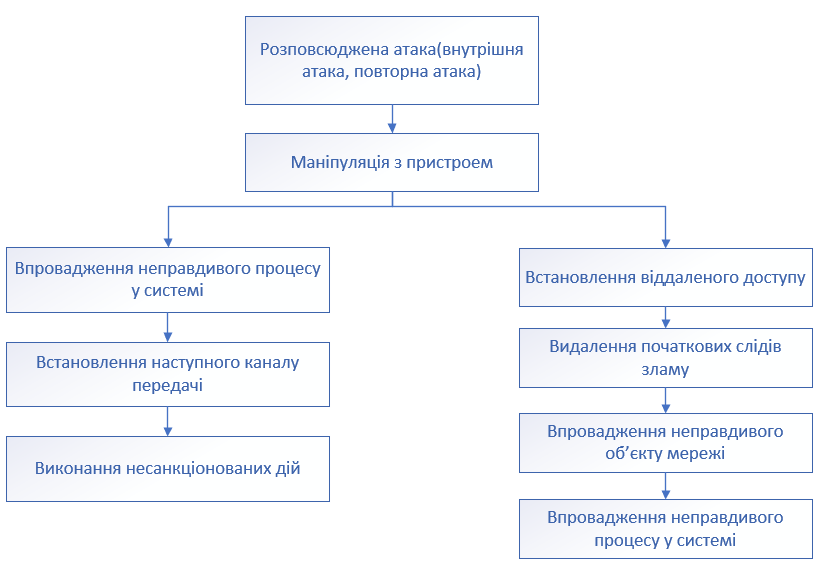 Розповсюджена атака(внутрішня
атака, повторна атака)
Маніпуляція з пристроем
Впровадження неправдивого процесу
у системі
Встановлення наступного каналу
передачі
Виконання несанкціонованих дій
Встановлення віддаленого доступу
Видалення початкових слідів
зламу
Впровадження неправдивого
об’єкту мережі
Впровадження неправдивого
процесу у системі